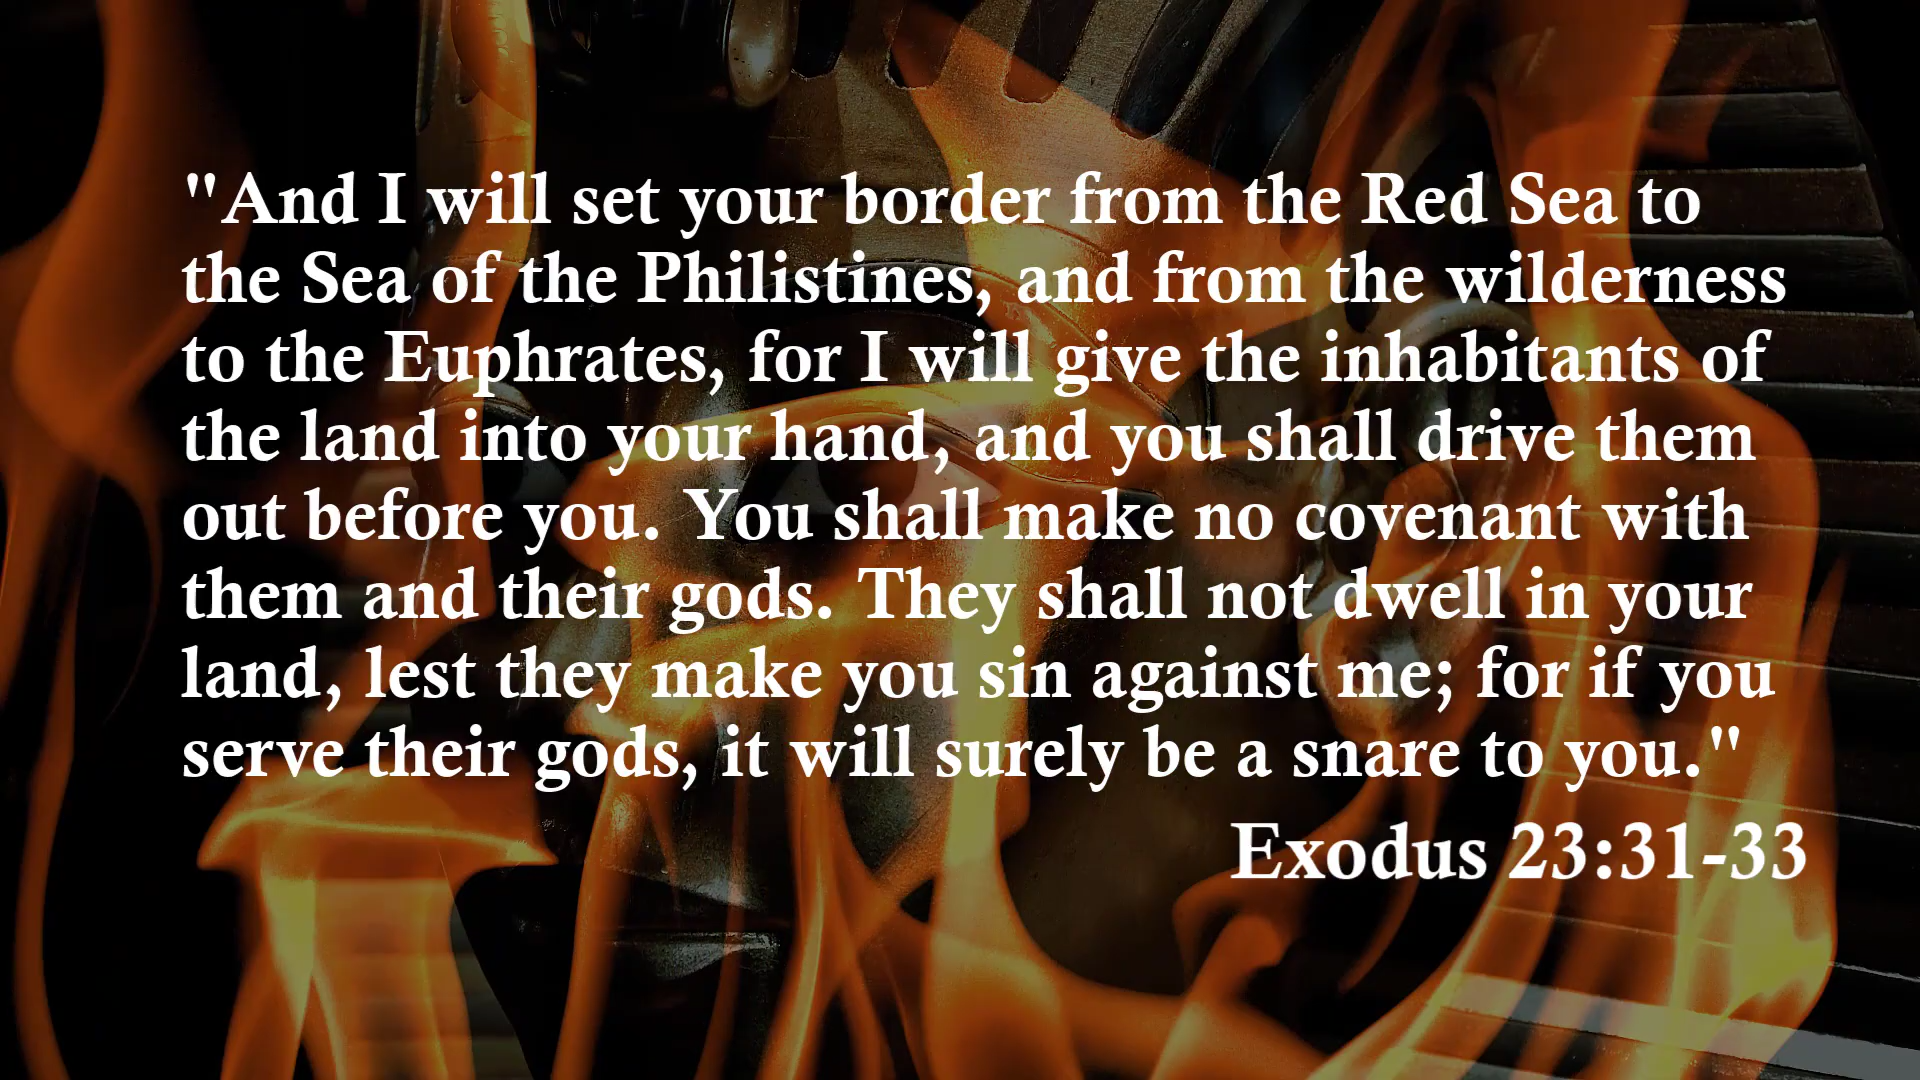 "And I will set your border from the Red Sea to
the Sea of the Philistines, and from the wilderness
to the Euphrates, for I will give the inhabitants of
the land into your hand, and you shall drive them
out before you. You shall make no covenant with
them and their gods. They shall not dwell in your
land, lest they make you sin against me; for if you
serve their gods, it will surely be a snare to you."
Exodus 23:31-33